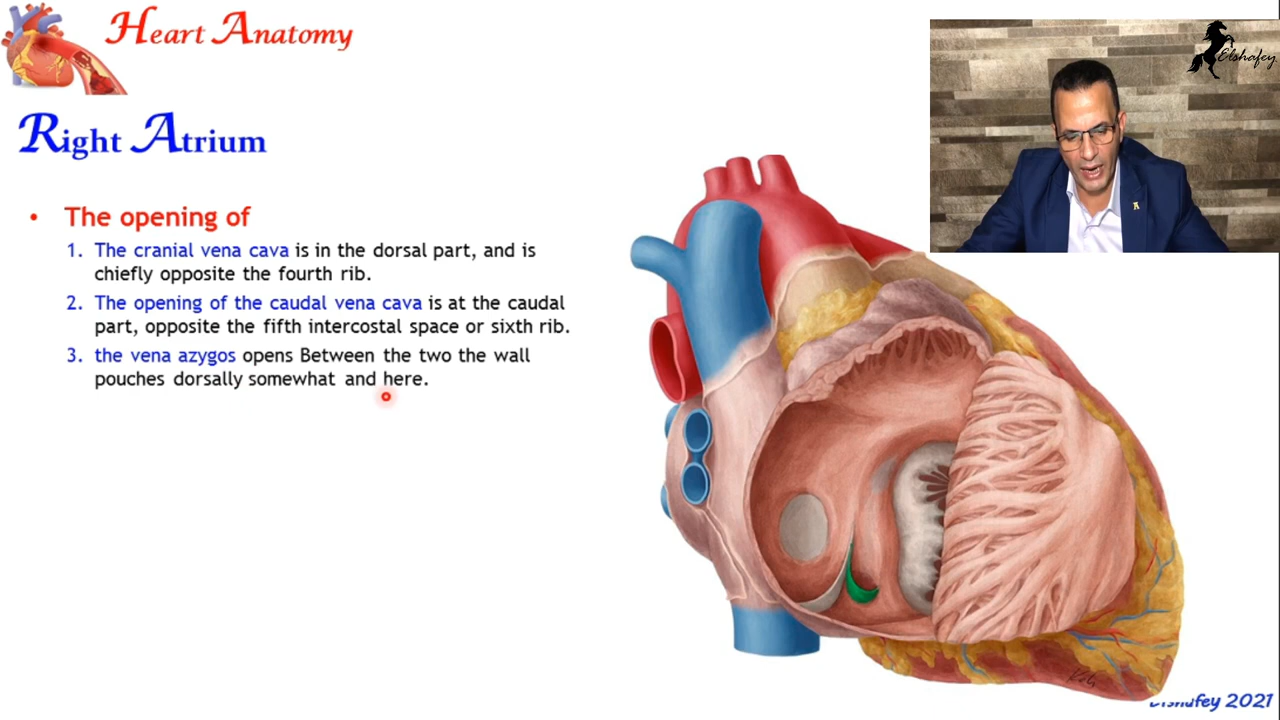 Heart Anatomy
Elshafey
Right Atrium
• The opening of
1. The cranial vena cava is in the dorsal part, and is
chiefly opposite the fourth rib.
2. The opening of the caudal vena cava is at the caudal
part, opposite the fifth intercostal space or sixth rib.
3. the vena azygos opens Between the two the wall
pouches dorsally somewhat and here.
Elshafey 2021